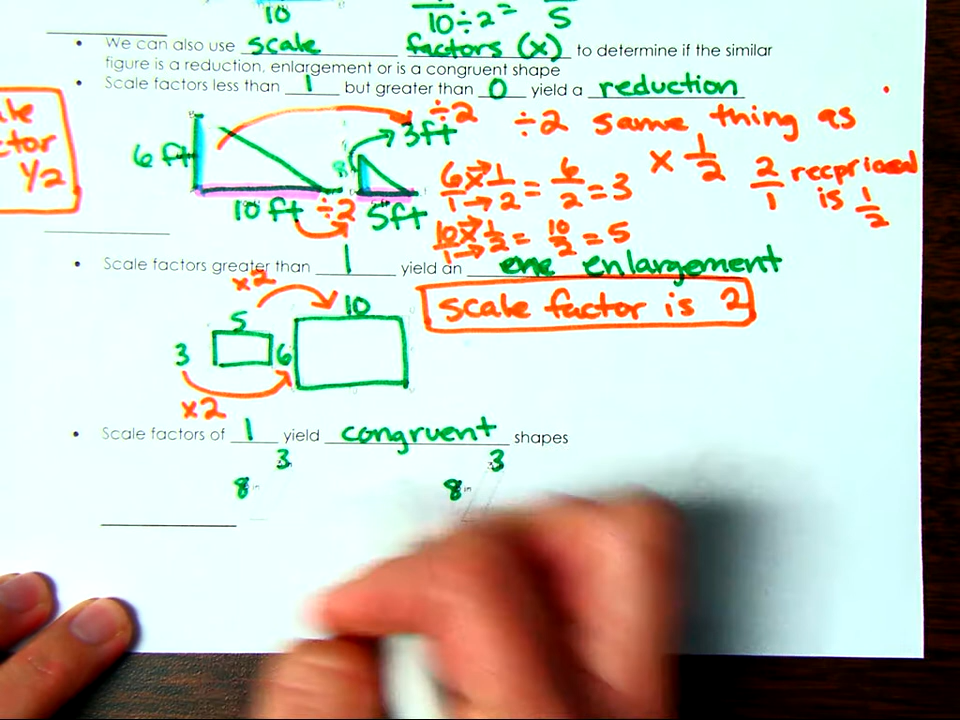 10 10÷2= 5
We can also use scale factors (x) to determine if the similar
figure is a reduction, enlargement or is a congruent shape
Scale factors less than 1 but greater than 0 yield a reduction
÷2 3ft ÷2 same thing as
x 1/2
6 ft 8
6/1 x 1/2 = 6/2 = 3
2/1 recpricoal is 1/2
1/2
10 ft ÷2 5ft
10/1 x 1/2 = 10/2 = 5
Scale factors greater than 1 yield an ene enlargement
x2 10 scale factor is 2
5
3 6
x2
Scale factors of 1 yield congruent shapes
3 3
8 8